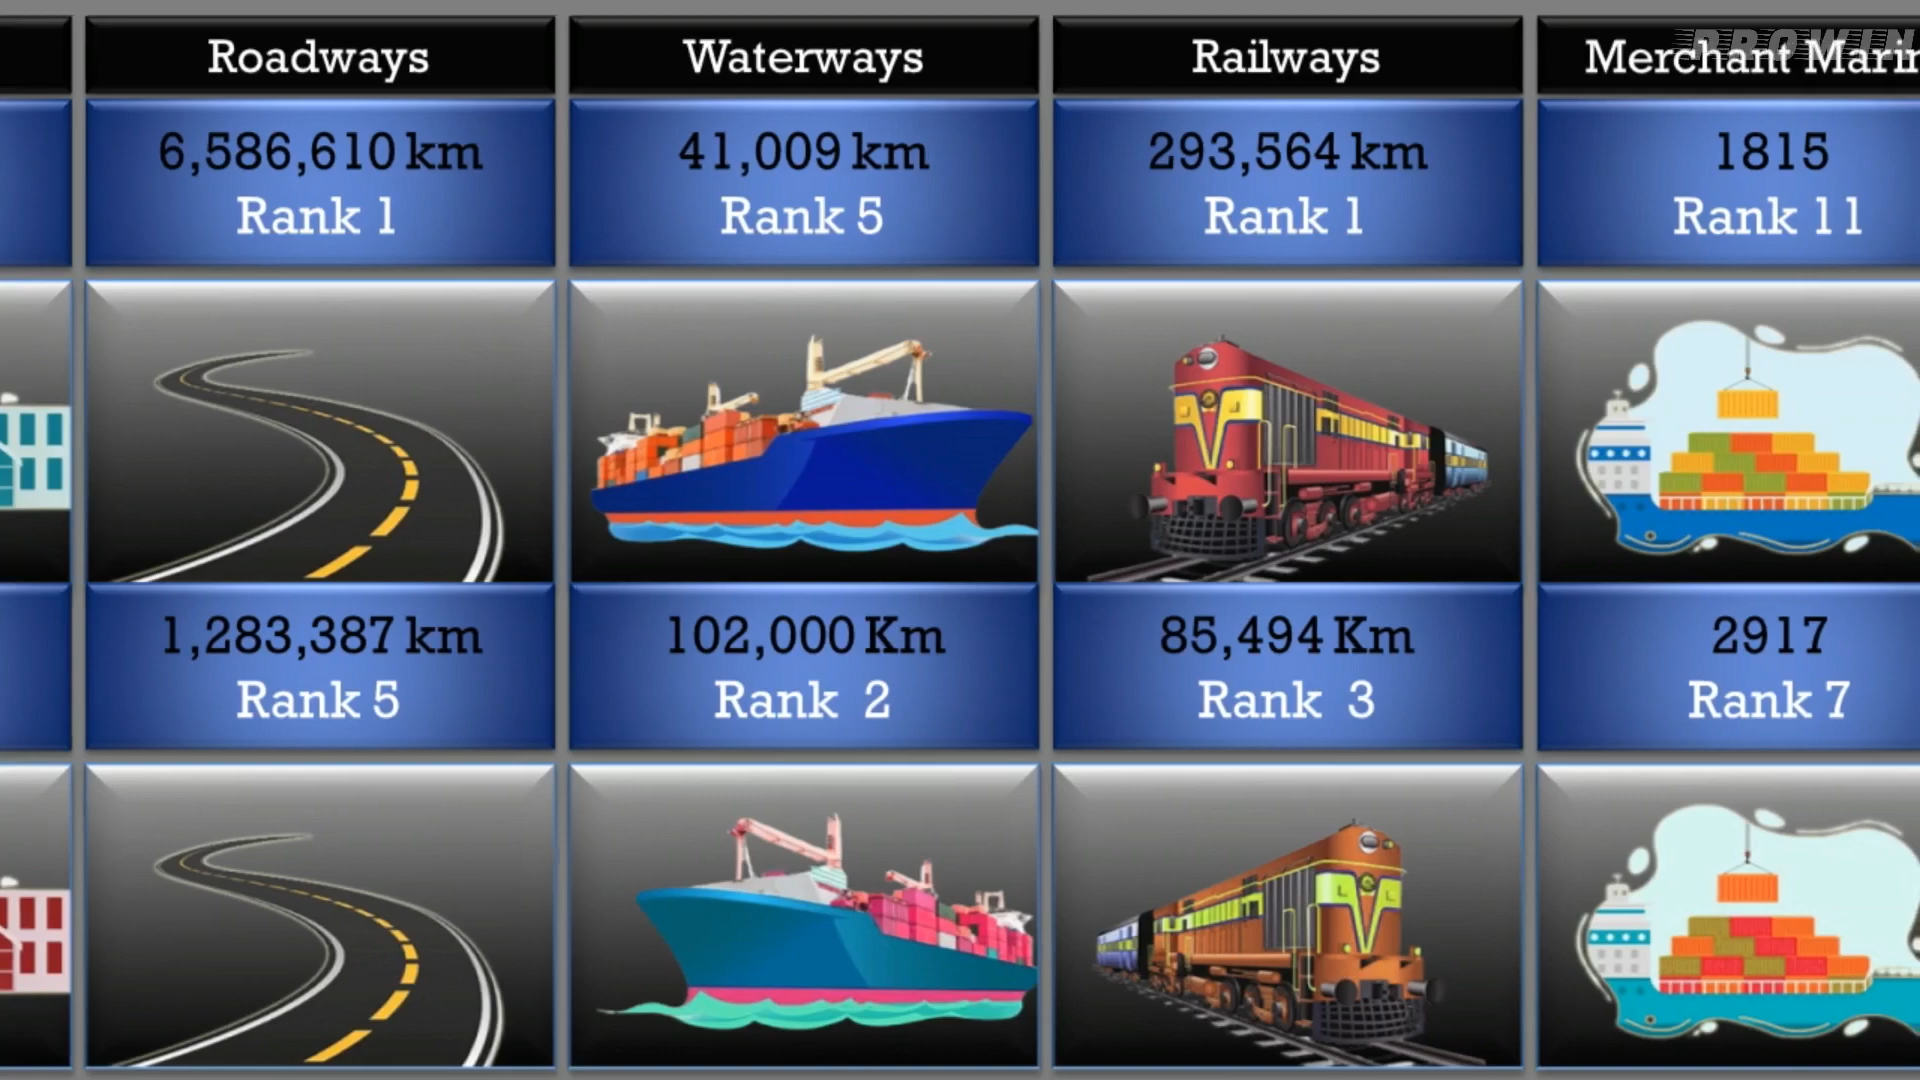 Roadways
Waterways
Railways
Merchant Marin
PROWIN
6,586,610 km
Rank 1
41,009 km
Rank 5
293,564 km
Rank 1
1815
Rank 11
1,283,387 km
Rank 5
102,000 Km
Rank 2
85,494 Km
Rank 3
2917
Rank 7